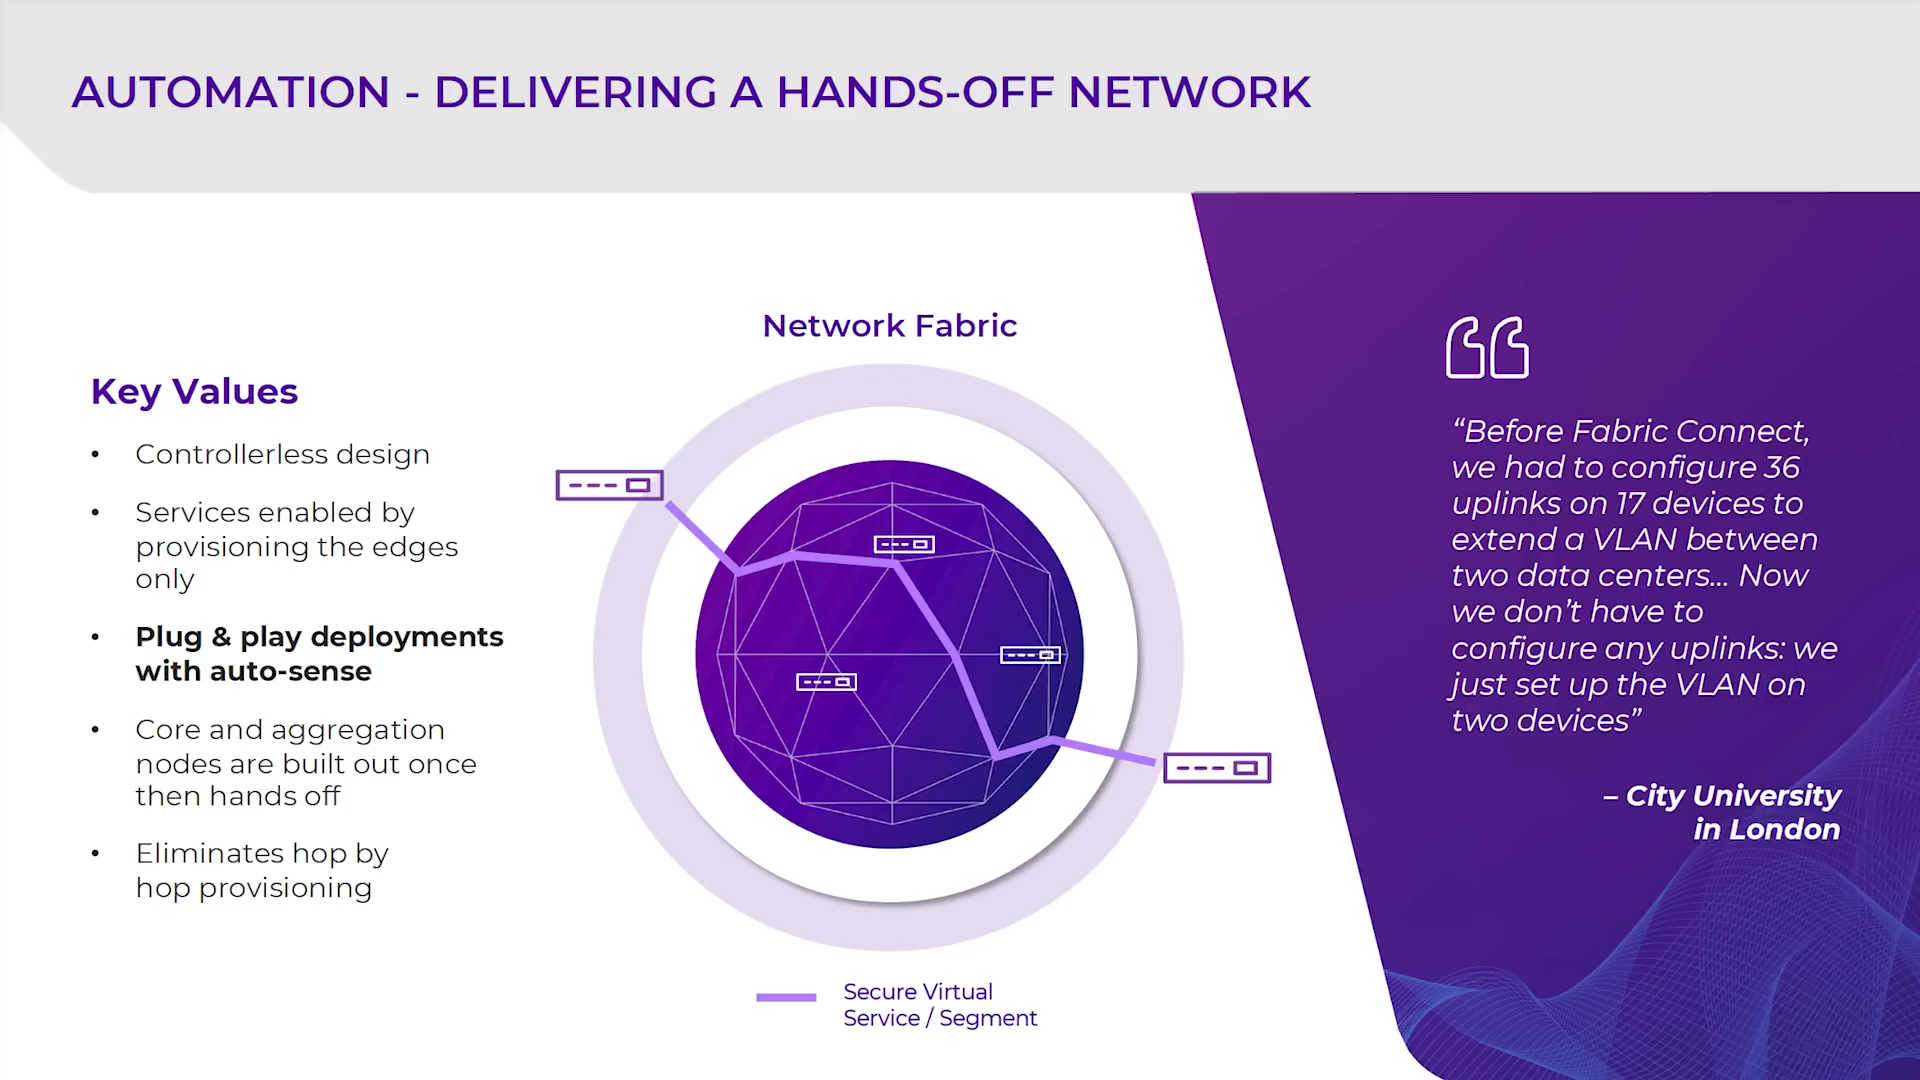 AUTOMATION - DELIVERING A HANDS-OFF NETWORK
Key Values
• Controllerless design
• Services enabled by
provisioning the edges
only
• Plug & play deployments
with auto-sense
• Core and aggregation
nodes are built out once
then hands off
• Eliminates hop by
hop provisioning
Network Fabric
Secure Virtual
Service / Segment
“Before Fabric Connect,
we had to configure 36
uplinks on 17 devices to
extend a VLAN between
two data centers... Now
we don’t have to
configure any uplinks: we
just set up the VLAN on
two devices”
– City University
in London